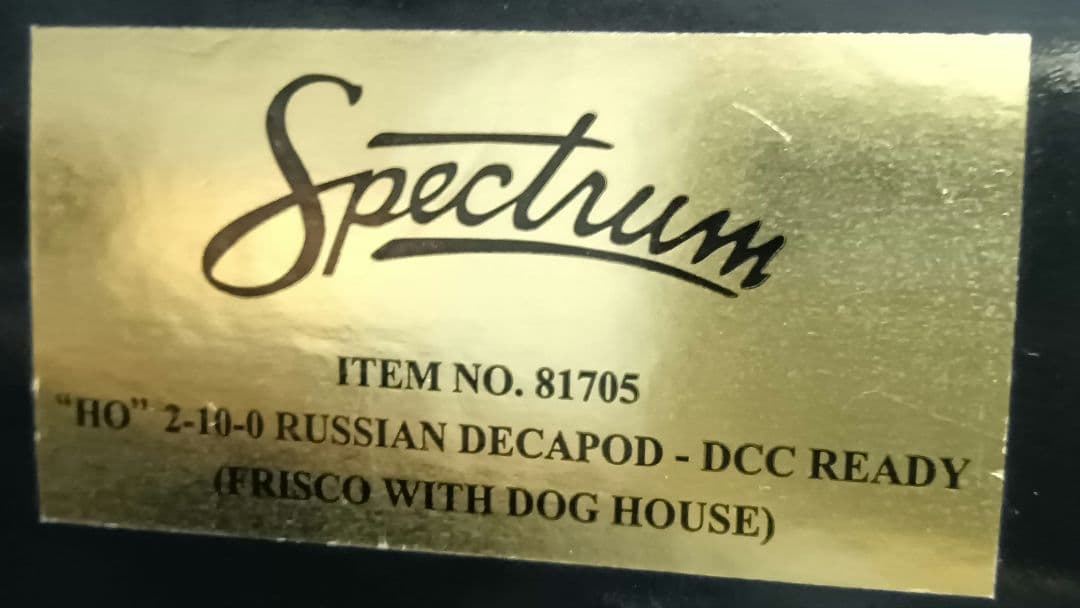 Spectrum
ITEM NO. 81705
"HO" 2-10-0 RUSSIAN DECAPOD - DCC READY
(FRISCO WITH DOG HOUSE)